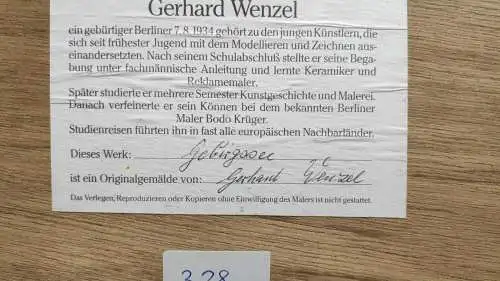 Gerhard Wenzel
ein gebürtiger Berliner 7.8.1934 gehört zu den jungen Künstlern, die
sich seit frühester Jugend mit dem Modellieren und Zeichnen aus-
einandersetzten. Nach seinem Schulabschluß stellte er seine Bega-
bung unter fachmännische Anleitung und lernte Keramiker und
Reklamemaler.
Später studierte er mehrere Semester Kunstgeschichte und Malerei.
Danach verfeinerte er sein Können bei dem bekannten Berliner
Maler Bodo Krüger.
Studienreisen führten ihn in fast alle europäischen Nachbarländer.
Dieses Werk: Gebirgssee
ist ein Originalgemälde von: Gerhard Wenzel
Das Verlegen, Reproduzieren oder Kopieren ohne Einwilligung des Malers ist nicht gestattet.
328